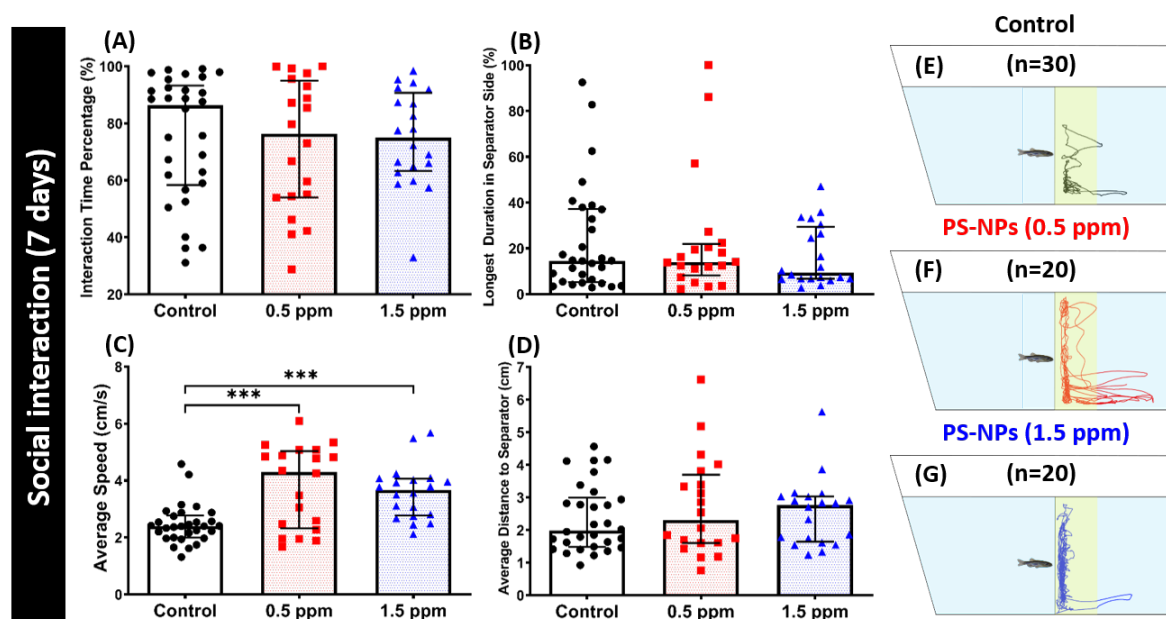 Social interaction (7 days)
(A)
Interaction Time Percentage (%)
100
80
60
40
20
Control
0.5 ppm
1.5 ppm
(B)
Longest Duration in Separator Side (%)
100
80
60
40
20
0
Control
0.5 ppm
1.5 ppm
(C)
Average Speed (cm/s)
8
6
4
2
0
***
***
Control
0.5 ppm
1.5 ppm
(D)
Average Distance to Separator (cm)
7
6
5
4
3
2
1
0
Control
0.5 ppm
1.5 ppm
Control
(E) (n=30)
PS-NPs (0.5 ppm)
(F) (n=20)
PS-NPs (1.5 ppm)
(G) (n=20)